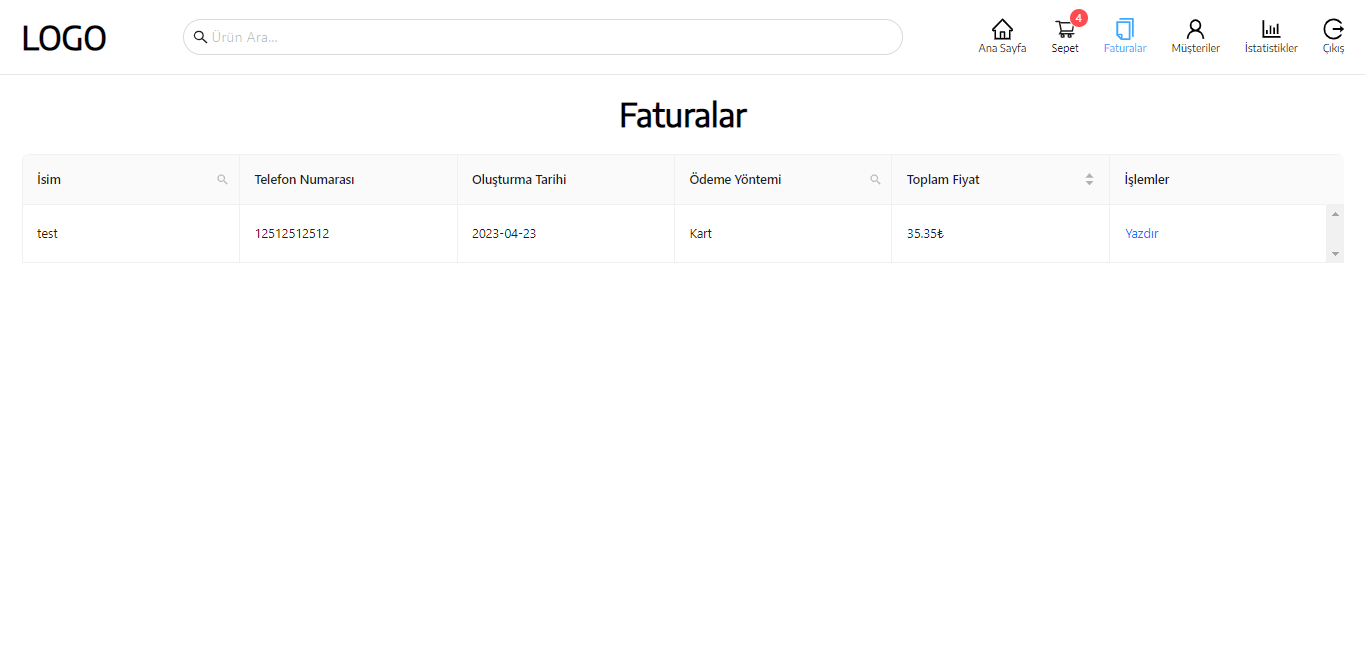 LOGO
Ürün Ara...
Ana Sayfa
4
Sepet
Faturalar
Müşteriler
İstatistikler
Çıkış
Faturalar
İsim Telefon Numarası Oluşturma Tarihi Ödeme Yöntemi Toplam Fiyat İşlemler
test 12512512512 2023-04-23 Kart 35.35₺ Yazdır